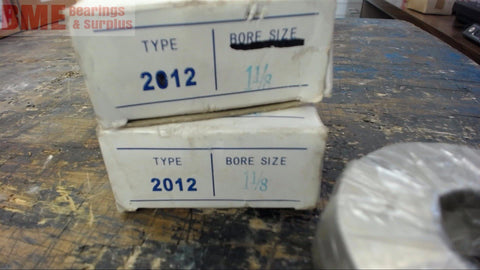 BME Bearings
& Surplus
TYPE
BORE SIZE
2012
1 1/8
TYPE
BORE SIZE
2012
1 1/8